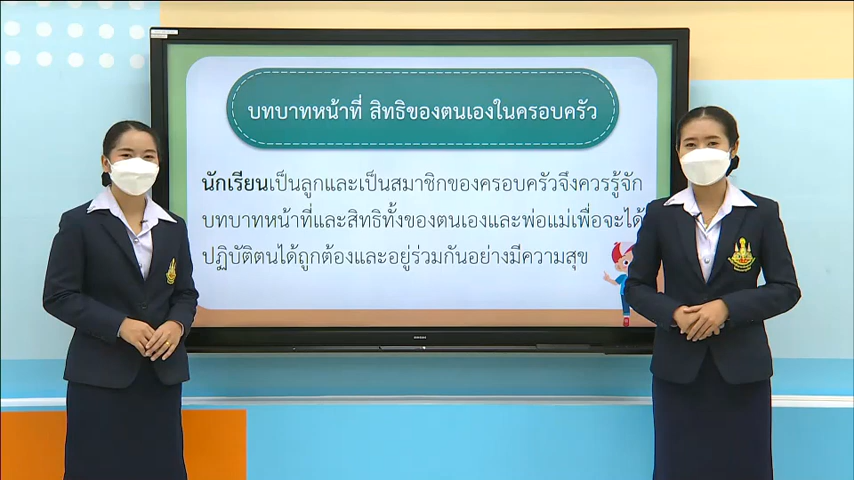 บทบาทหน้าที่ สิทธิของตนเองในครอบครัว
นักเรียนเป็นลูกและเป็นสมาชิกของครอบครัวจึงควรรู้จัก
บทบาทหน้าที่และสิทธิทั้งของตนเองและพ่อแม่เพื่อจะได้
ปฏิบัติตนได้ถูกต้องและอยู่ร่วมกันอย่างมีความสุข